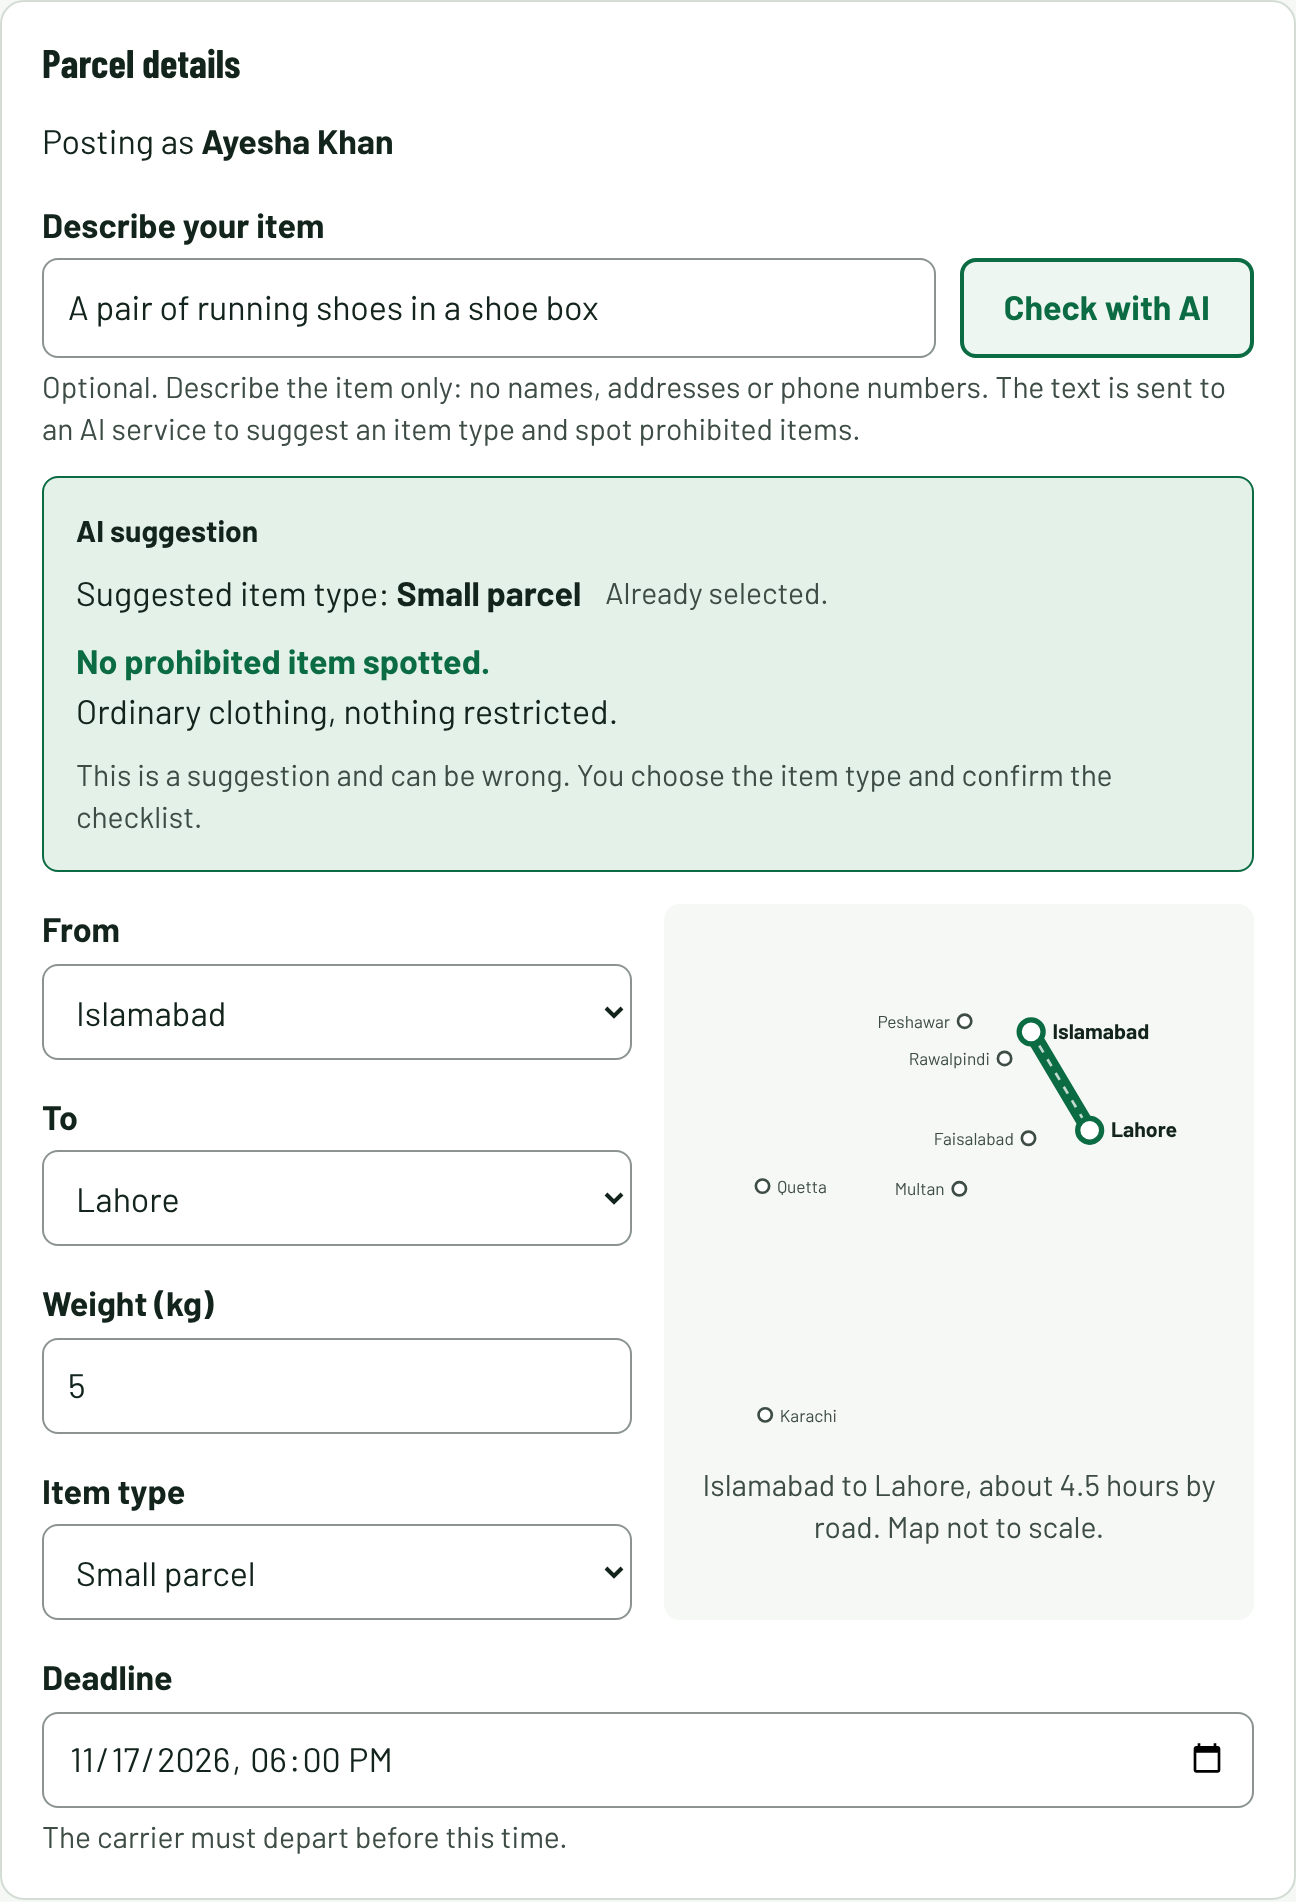 Parcel details
Posting as Ayesha Khan
Describe your item
A pair of running shoes in a shoe box
Check with AI
Optional. Describe the item only: no names, addresses or phone numbers. The text is sent to
an AI service to suggest an item type and spot prohibited items.
AI suggestion
Suggested item type: Small parcel Already selected.
No prohibited item spotted.
Ordinary clothing, nothing restricted.
This is a suggestion and can be wrong. You choose the item type and confirm the
checklist.
From
Islamabad
To
Lahore
Weight (kg)
5
Item type
Small parcel
Peshawar
Islamabad
Rawalpindi
Lahore
Faisalabad
Quetta
Multan
Karachi
Islamabad to Lahore, about 4.5 hours by
road. Map not to scale.
Deadline
11/17/2026, 06:00 PM
The carrier must depart before this time.